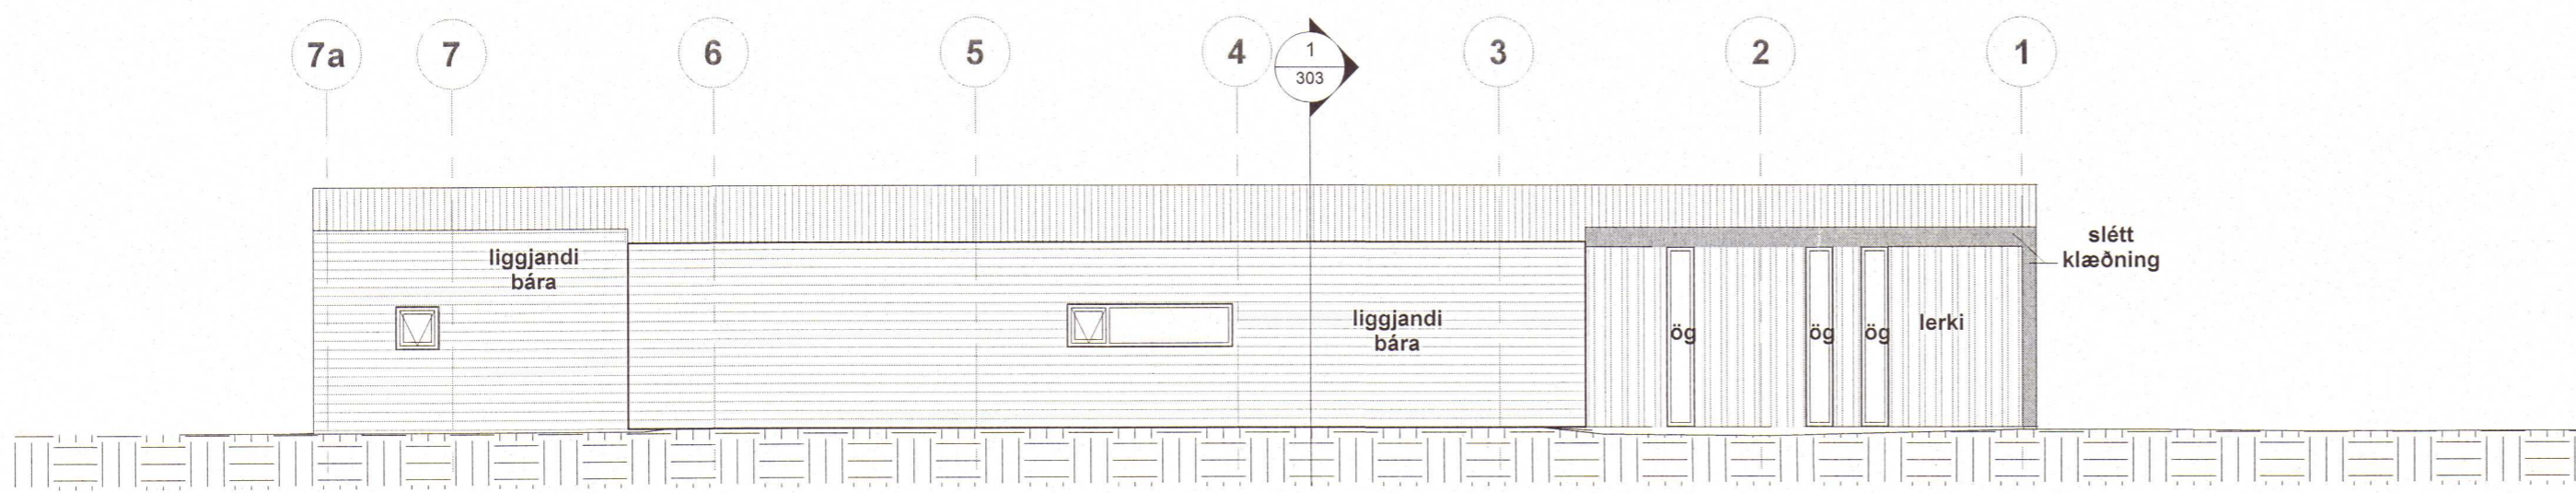 7a
7
6
5
4
1
303
3
2
1
liggjandi
bára
liggjandi
bára
ög
ög
ög
lerki
slétt
klæðning